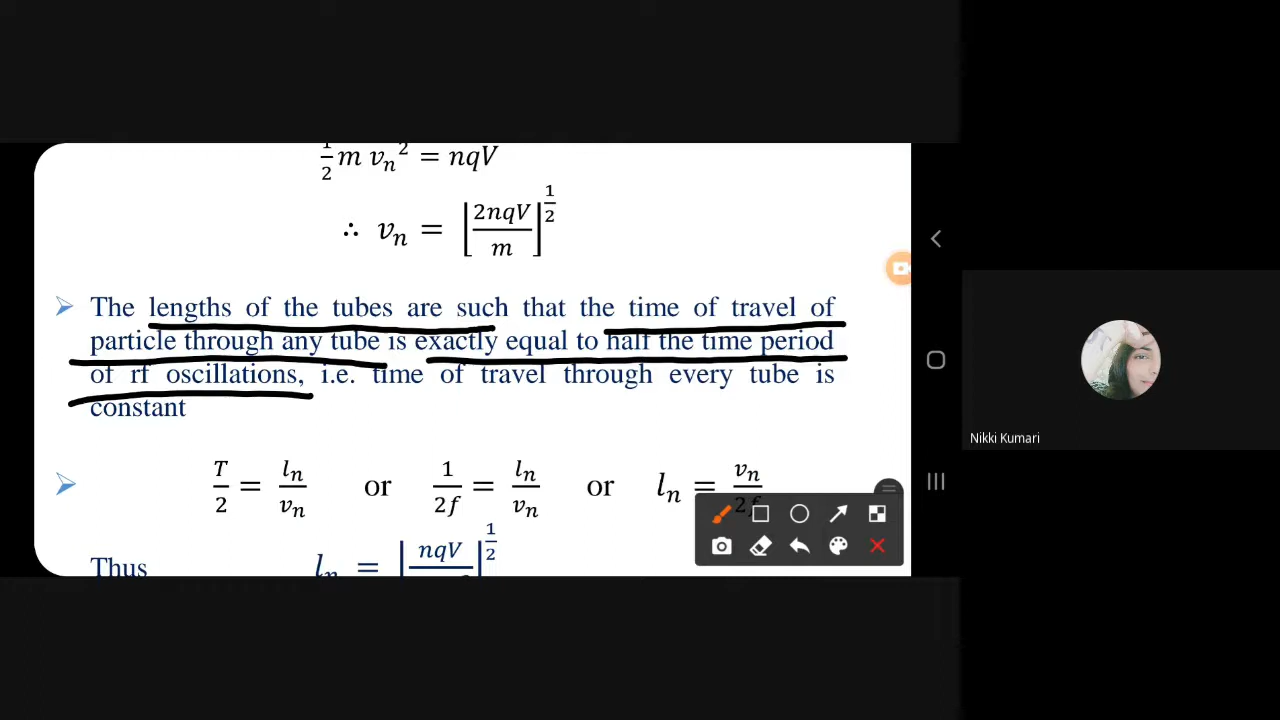 1/2 m vₙ² = nqV
∴ vₙ = [2nqV/m]^1/2
The lengths of the tubes are such that the time of travel of
particle through any tube is exactly equal to half the time period
of rf oscillations, i.e. time of travel through every tube is
constant
T/2 = lₙ/vₙ or 1/2f = lₙ/vₙ or lₙ = vₙ/2f
Thus lₙ = [nqV/
]^1/2
Nikki Kumari